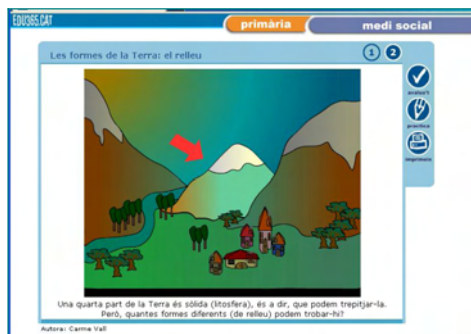 EDU365.CAT
primària
medi social
Les formes de la Terra: el relleu
1 2
avalua't
practica
imprimeix
Una quarta part de la Terra és sòlida (litosfera), és a dir, que podem trepitjar-la.
Però, quantes formes diferents (de relleu) podem trobar-hi?
Autora: Carme Vall